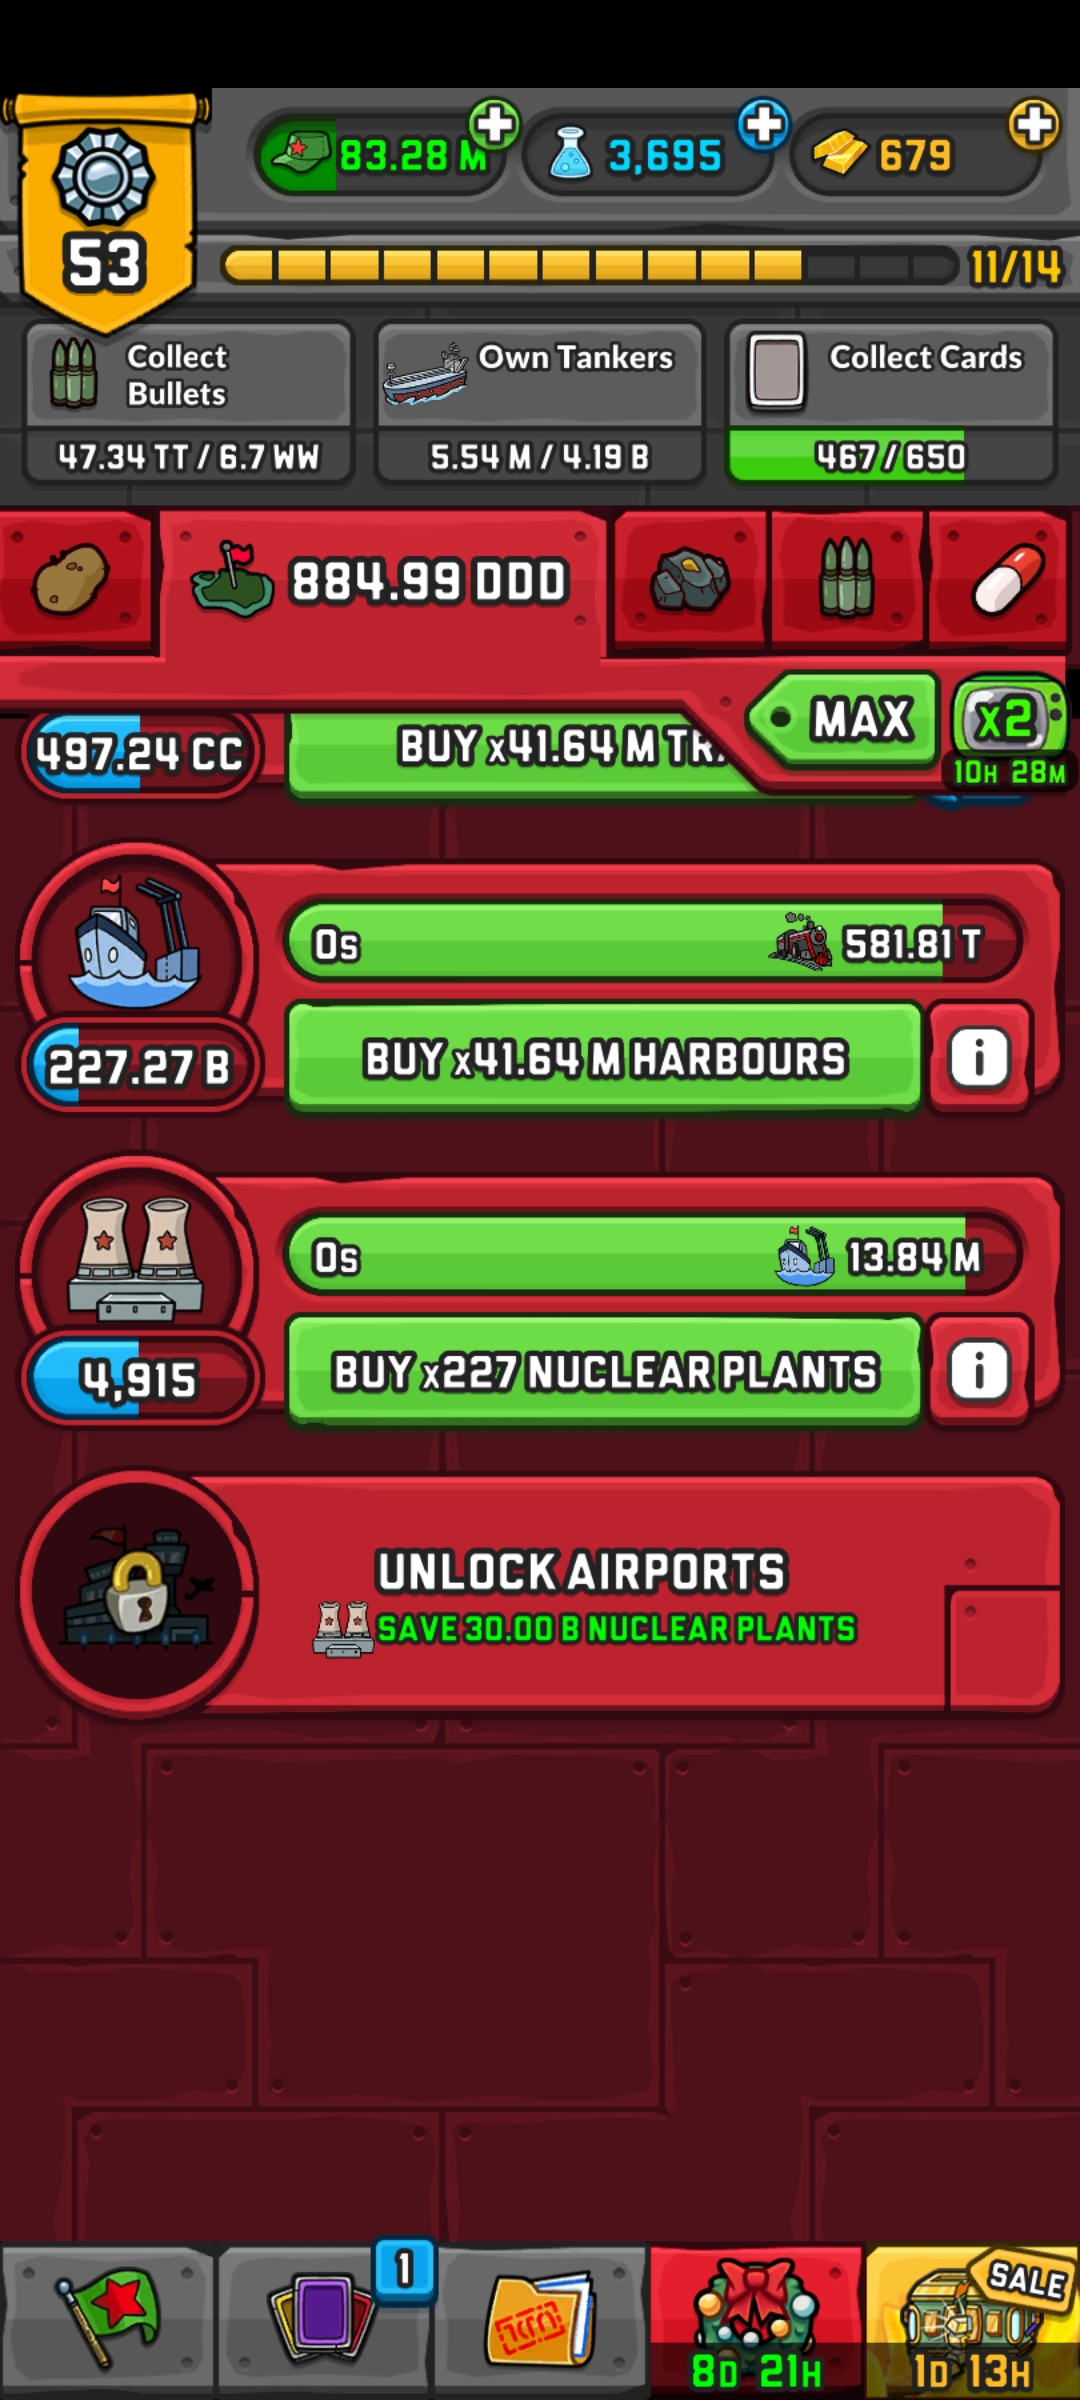 53
83.28 M
3,695
679
11/14
Collect
Bullets
47.34 TT / 6.7 WW
Own Tankers
5.54 M / 4.19 B
Collect Cards
467 / 650
884.99 DDD
MAX
x2
10H 28M
497.24 CC
BUY x41.64 M
0s
581.81 T
227.27 B
BUY x41.64 M HARBOURS
i
0s
13.84 M
4,915
BUY x227 NUCLEAR PLANTS
i
UNLOCK AIRPORTS
SAVE 30.00 B NUCLEAR PLANTS
1
8D 21H
SALE
1D 13H